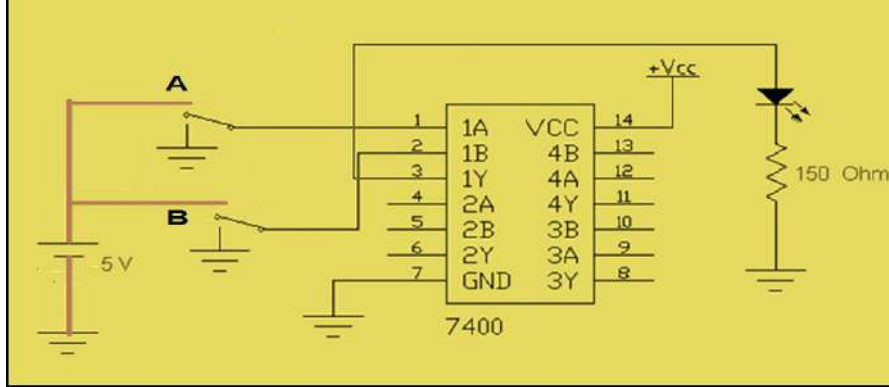 A
+Vcc
1 1A VCC 14
2 1B 4B 13
3 1Y 4A 12
4 2A 4Y 11
B
5 2B 3B 10
6 2Y 3A 9
7 GND 3Y 8
150 Ohm
5 V
7400